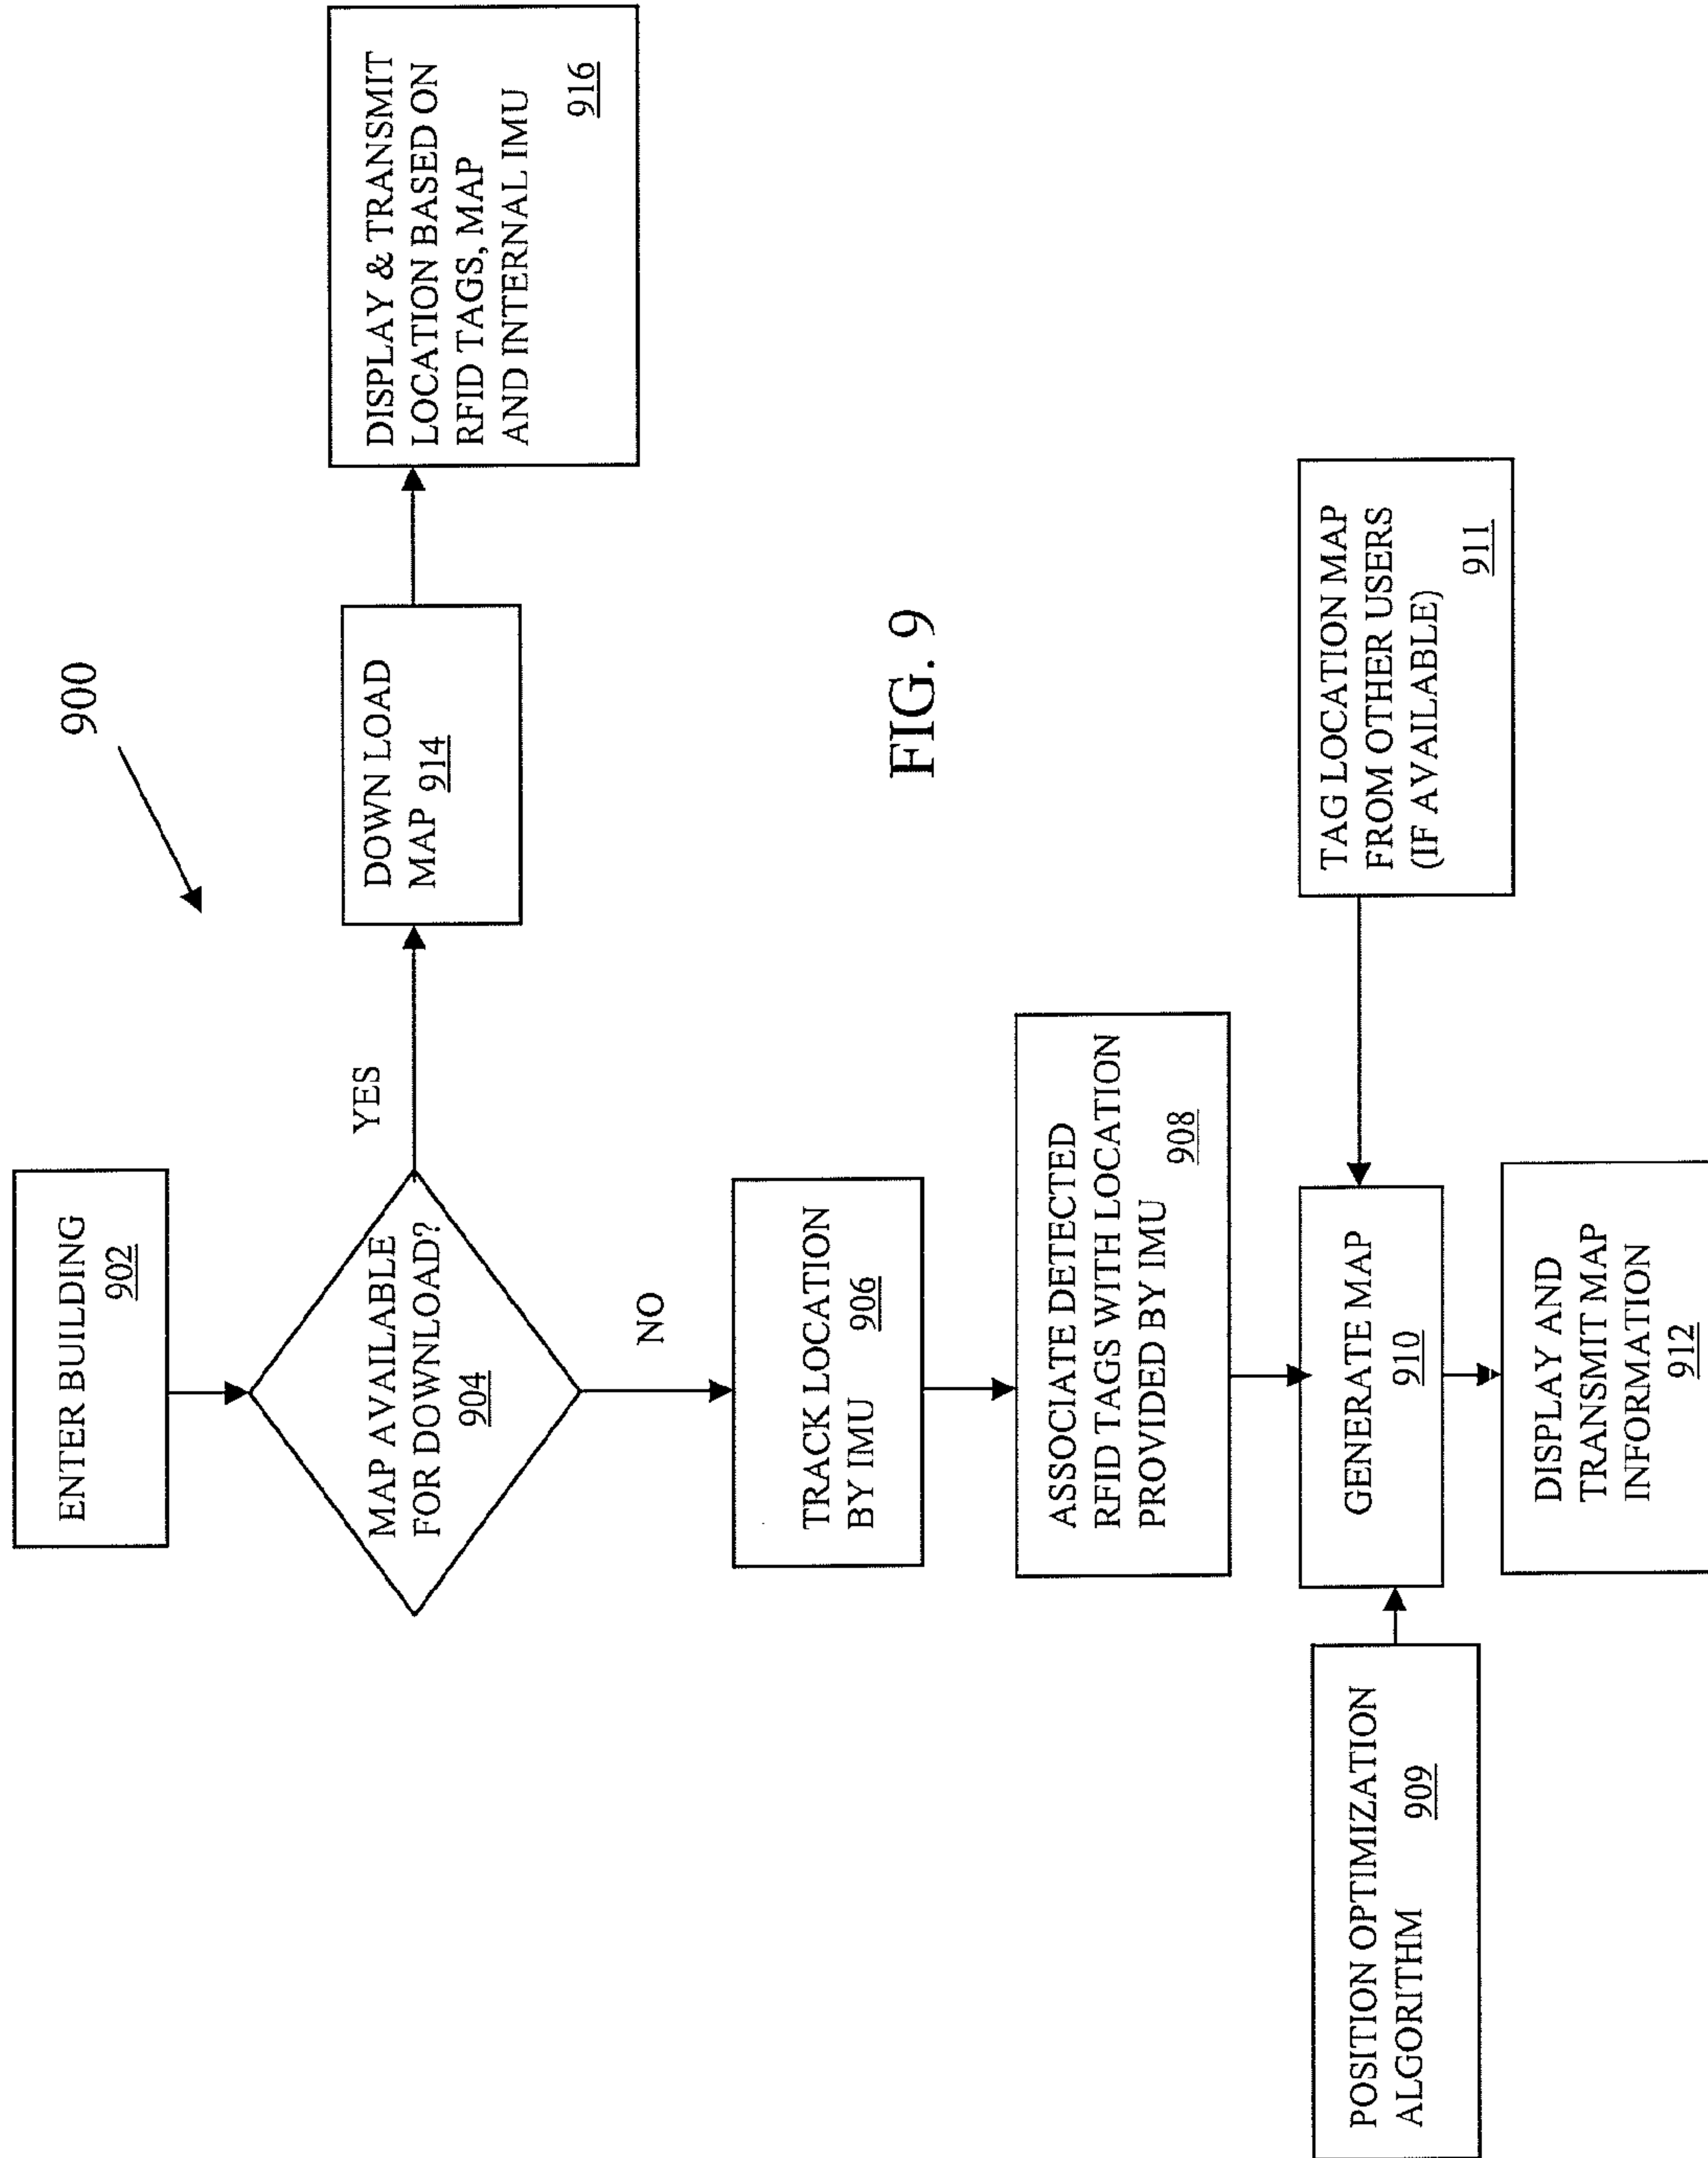 900
ENTER BUILDING
902
MAP AVAILABLE
FOR DOWNLOAD?
904
YES
DOWN LOAD
MAP 914
DISPLAY & TRANSMIT
LOCATION BASED ON
RFID TAGS, MAP
AND INTERNAL IMU
916
NO
TRACK LOCATION
BY IMU 906
ASSOCIATE DETECTED
RFID TAGS WITH LOCATION
PROVIDED BY IMU
908
POSITION OPTIMIZATION
ALGORITHM 909
GENERATE MAP
910
TAG LOCATION MAP
FROM OTHER USERS
(IF AVAILABLE)
911
DISPLAY AND
TRANSMIT MAP
INFORMATION
912
FIG. 9